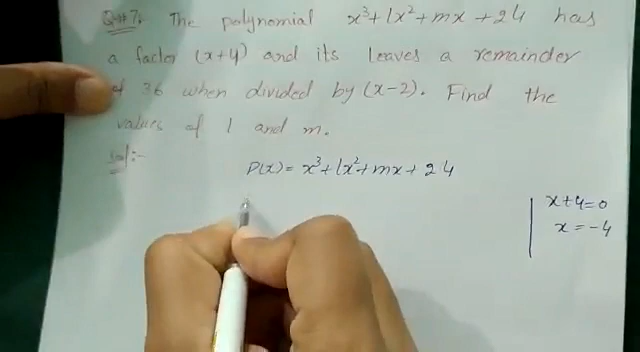 Q#7: The polynomial x³+lx²+mx+24 has
a factor (x+4) and its leaves a remainder
of 36 when divided by (x-2). Find the
values of l and m.
Sol:-
P(x)= x³+lx²+mx+24
x+4=0
x=-4